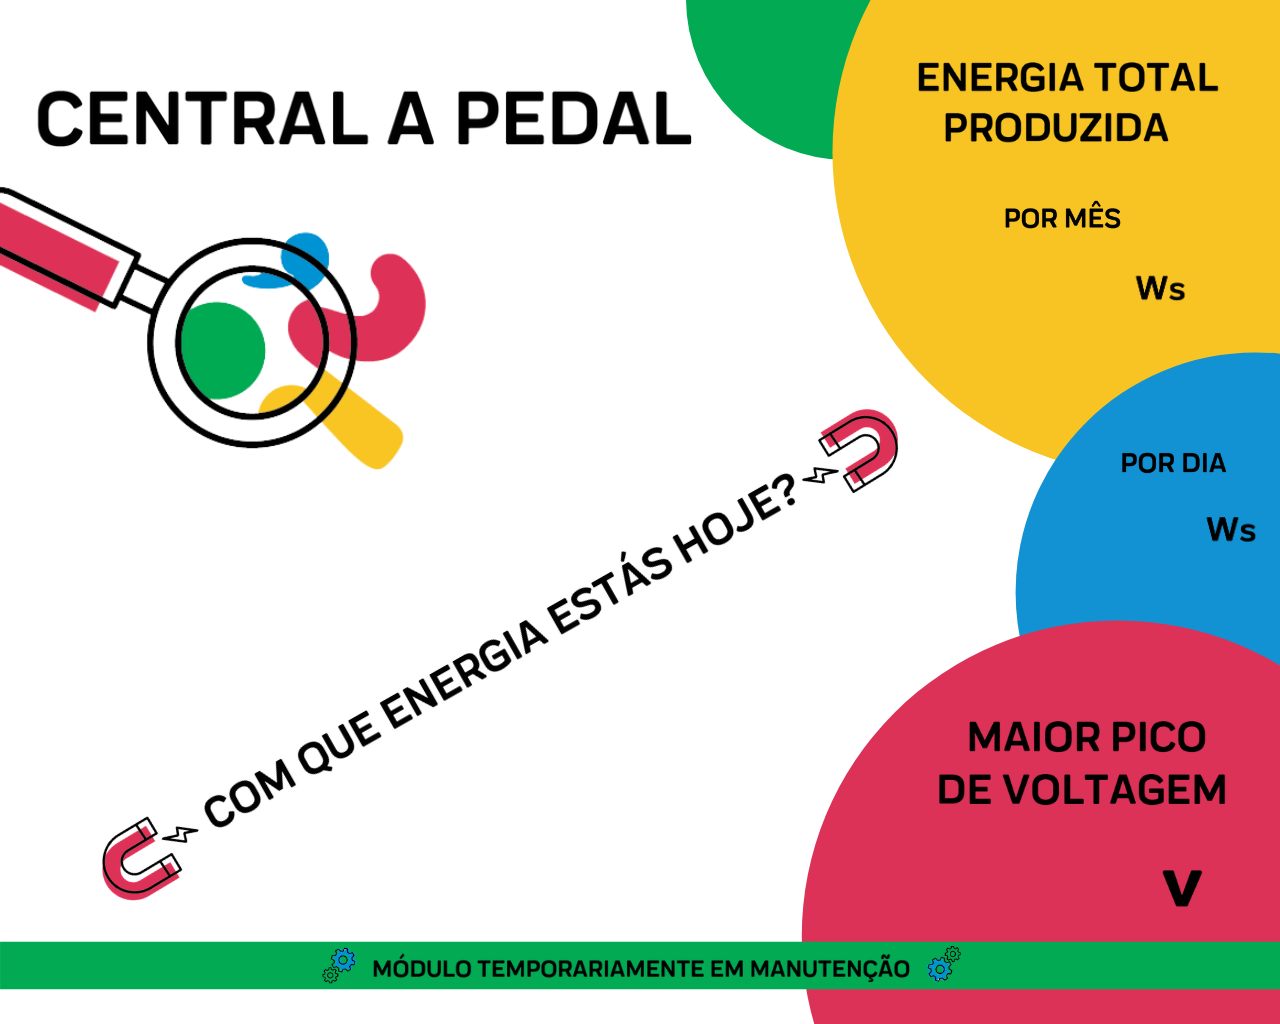 CENTRAL A PEDAL
ENERGIA TOTAL
PRODUZIDA
POR MÊS
Ws
POR DIA
Ws
COM QUE ENERGIA ESTÁS HOJE?
MAIOR PICO
DE VOLTAGEM
V
MÓDULO TEMPORARIAMENTE EM MANUTENÇÃO